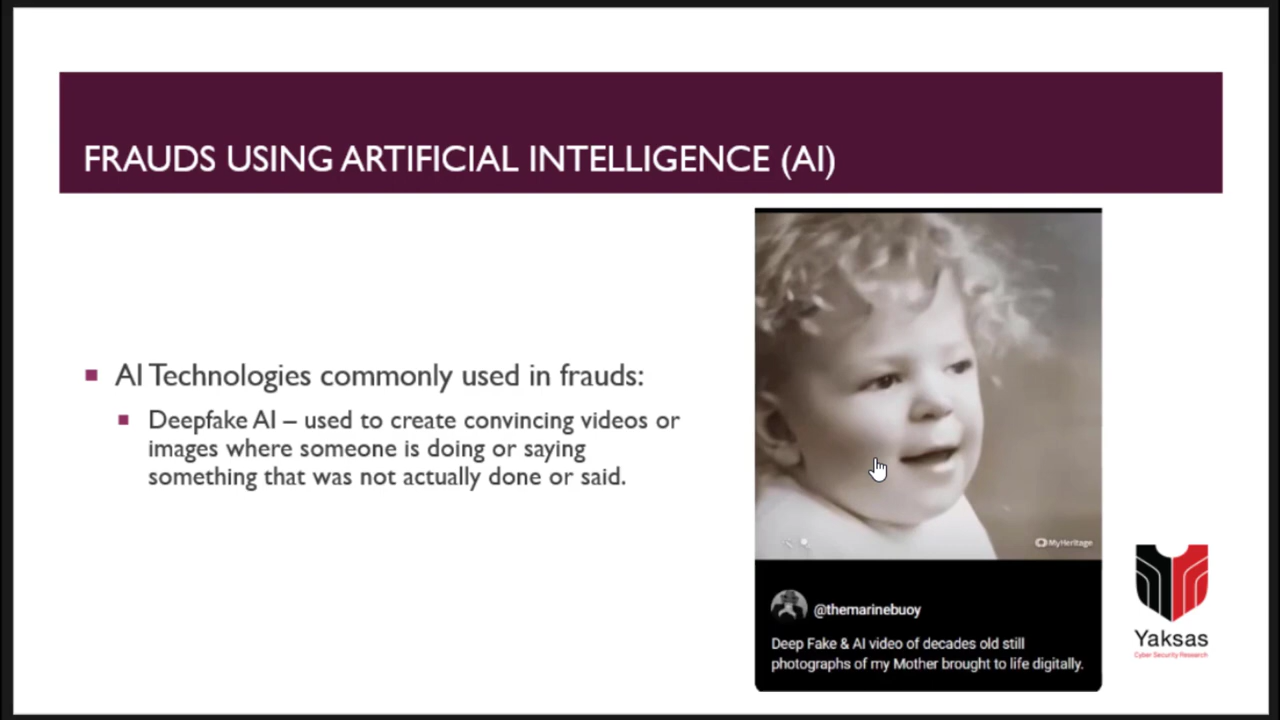 FRAUDS USING ARTIFICIAL INTELLIGENCE (AI)
AI Technologies commonly used in frauds:
Deepfake AI – used to create convincing videos or
images where someone is doing or saying
something that was not actually done or said.
MyHeritage
@themarinebuoy
Deep Fake & AI video of decades old still
photographs of my Mother brought to life digitally.
Yaksas
Cyber Security Research